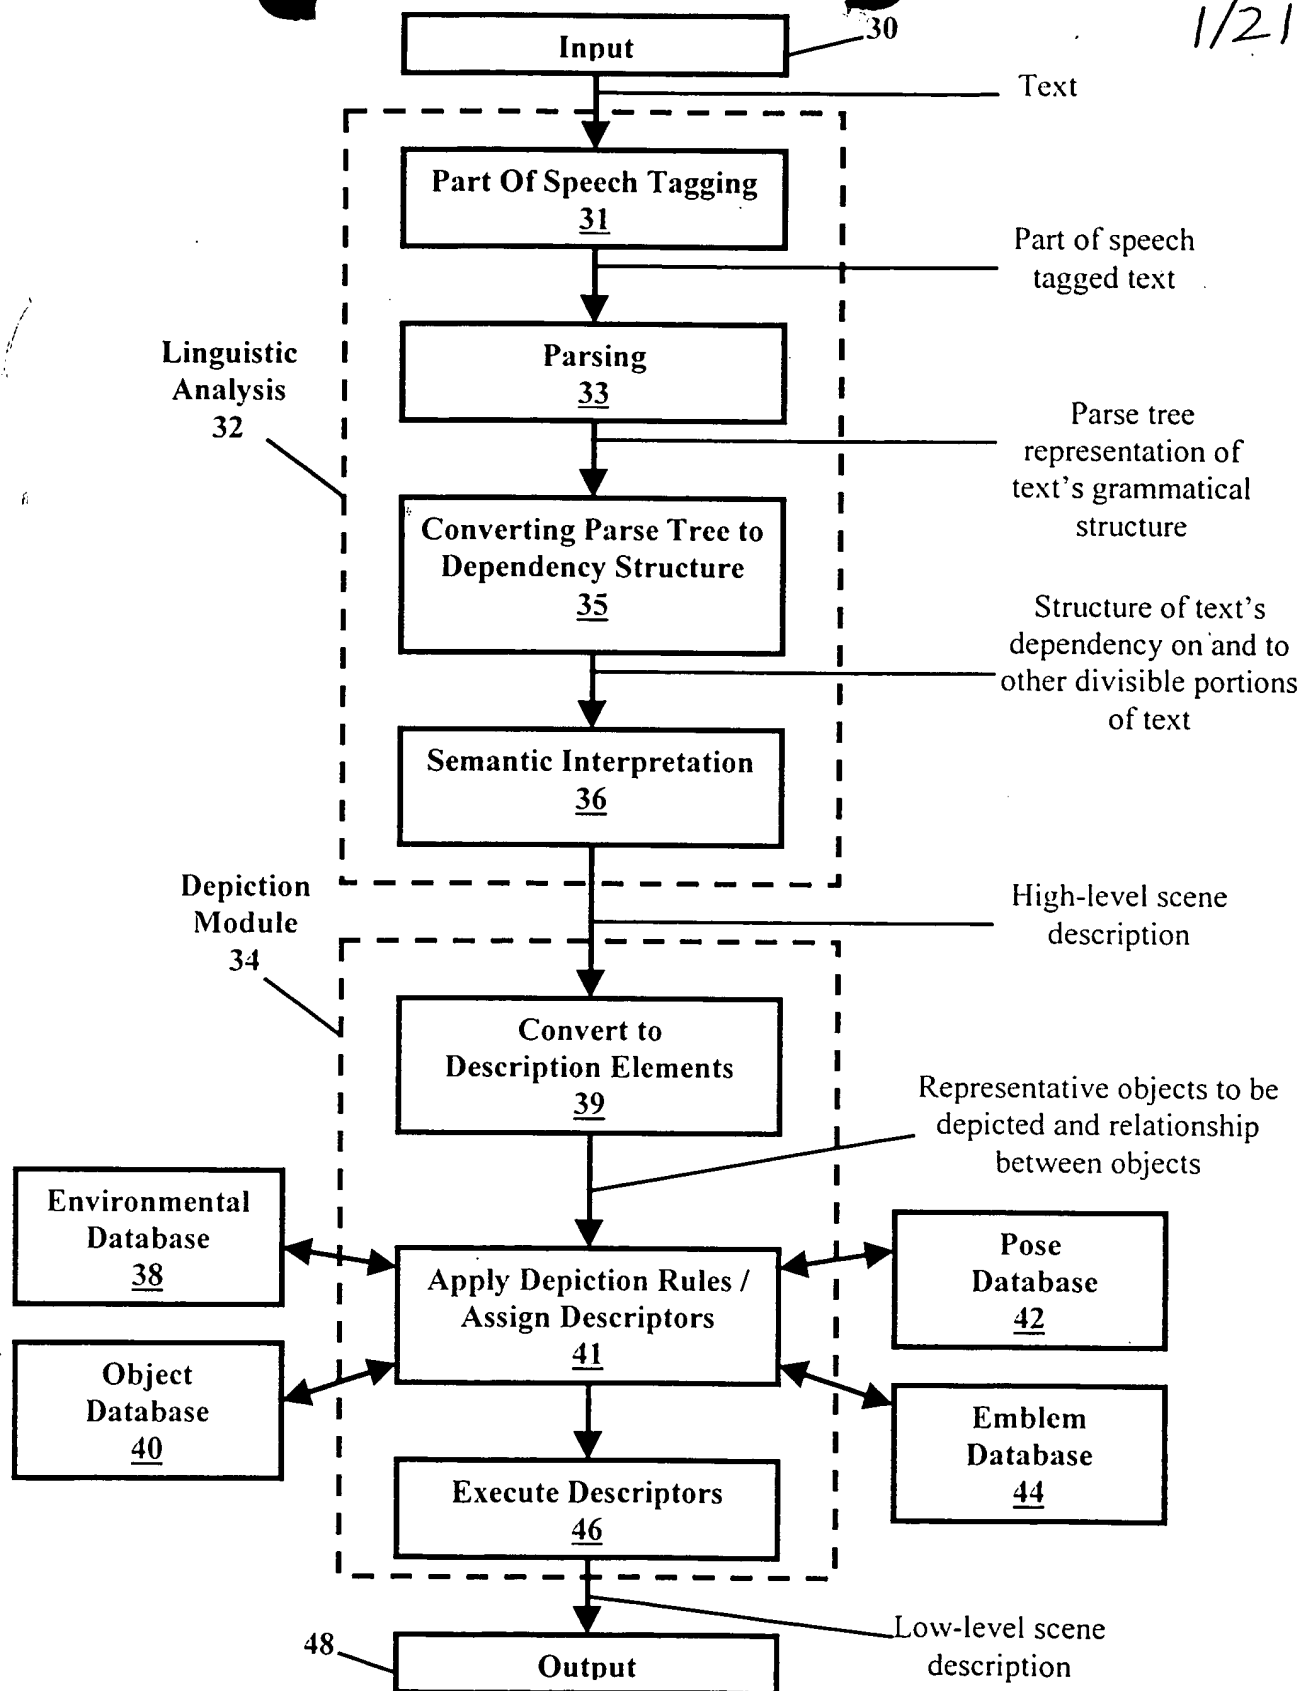 1/21
Input
30
Text
Part Of Speech Tagging
31
Part of speech
tagged text
Parsing
33
Linguistic
Analysis
32
Parse tree
representation of
text's grammatical
structure
Converting Parse Tree to
Dependency Structure
35
Structure of text's
dependency on and to
other divisible portions
of text
Semantic Interpretation
36
Depiction
Module
34
High-level scene
description
Convert to
Description Elements
39
Representative objects to be
depicted and relationship
between objects
Environmental
Database
38
Pose
Database
42
Apply Depiction Rules /
Assign Descriptors
41
Object
Database
40
Emblem
Database
44
Execute Descriptors
46
Low-level scene
description
48
Output